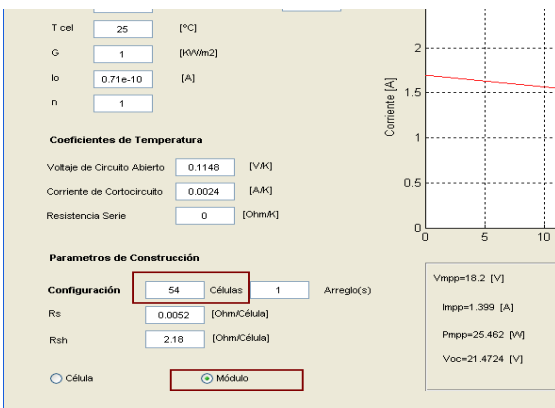 T cel 25 [ºC]
G 1 [KW/m2]
Io 0.71e-10 [A]
n 1
Coeficientes de Temperatura
Voltaje de Circuito Abierto 0.1148 [V/K]
Corriente de Cortocircuito 0.0024 [A/K]
Resistencia Serie 0 [Ohm/K]
Parametros de Construcción
Configuración 54 Células 1 Arreglo(s)
Rs 0.0052 [Ohm/Célula]
Rsh 2.18 [Ohm/Célula]
Célula Módulo
Corriente [A]
2
1.5
1
0.5
0
0 5 10
Vmpp=18.2 [V]
Impp=1.399 [A]
Pmpp=25.462 [W]
Voc=21.4724 [V]